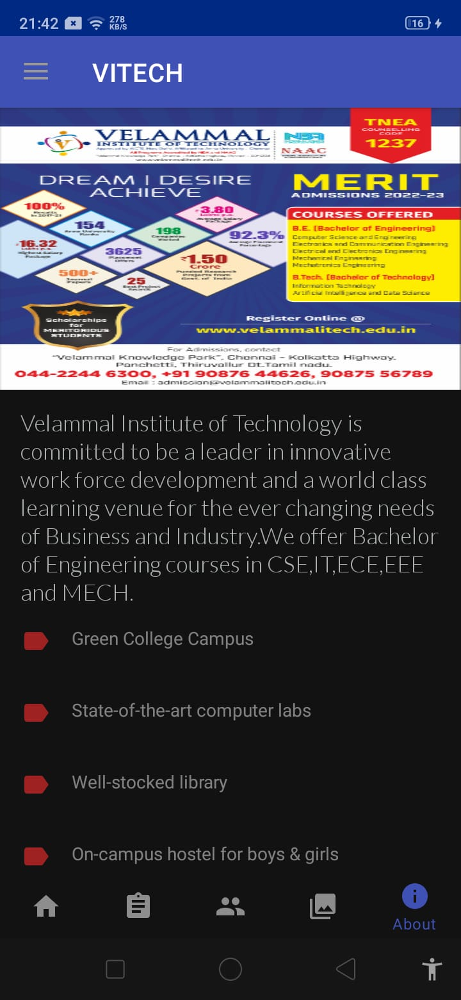 21:42
278
KB/S
16
VITECH
VELAMMAL
INSTITUTE OF TECHNOLOGY
NBA
NAAC
TNEA
COUNSELLING
CODE
1237
DREAM | DESIRE
ACHIEVE
MERIT
ADMISSIONS 2022-23
100%
Results
154
Anna University
Ranks
198
Companies
Visited
3.80
Lakhs p.a.
Average Salary
Package
92.3%
Average Placement
Percentage
16.32
Lakhs p.a.
Highest Salary
Package
3625
Placement
Offers
₹1.50
Crore
Funded Research
Projects from
Govt. of India
500+
Journal
Papers
25
Best Project
Awards
COURSES OFFERED
B.E. (Bachelor of Engineering)
Computer Science and Engineering
Electronics and Communication Engineering
Electrical and Electronics Engineering
Mechanical Engineering
Mechatronics Engineering
B.Tech. (Bachelor of Technology)
Information Technology
Artificial Intelligence and Data Science
Scholarships
for
MERITORIOUS
STUDENTS
Register Online @
www.velammalitech.edu.in
For Admissions, contact
"Velammal Knowledge Park", Chennai - Kolkatta Highway,
Panchetti, Thiruvallur Dt.Tamil nadu.
044-2244 6300, +91 90876 44626, 90875 56789
Email : admission@velammalitech.edu.in
Velammal Institute of Technology is
committed to be a leader in innovative
work force development and a world class
learning venue for the ever changing needs
of Business and Industry.We offer Bachelor
of Engineering courses in CSE,IT,ECE,EEE
and MECH.
Green College Campus
State-of-the-art computer labs
Well-stocked library
On-campus hostel for boys & girls
About